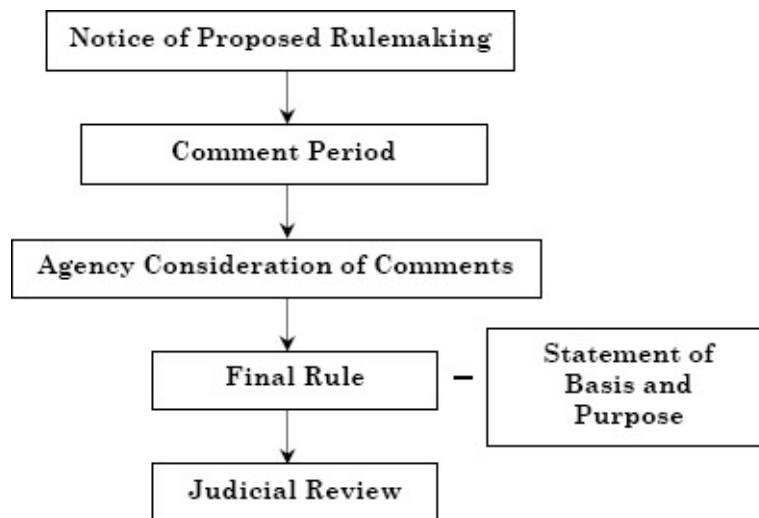 Notice of Proposed Rulemaking
Comment Period
Agency Consideration of Comments
Final Rule
Statement of
Basis and
Purpose
Judicial Review